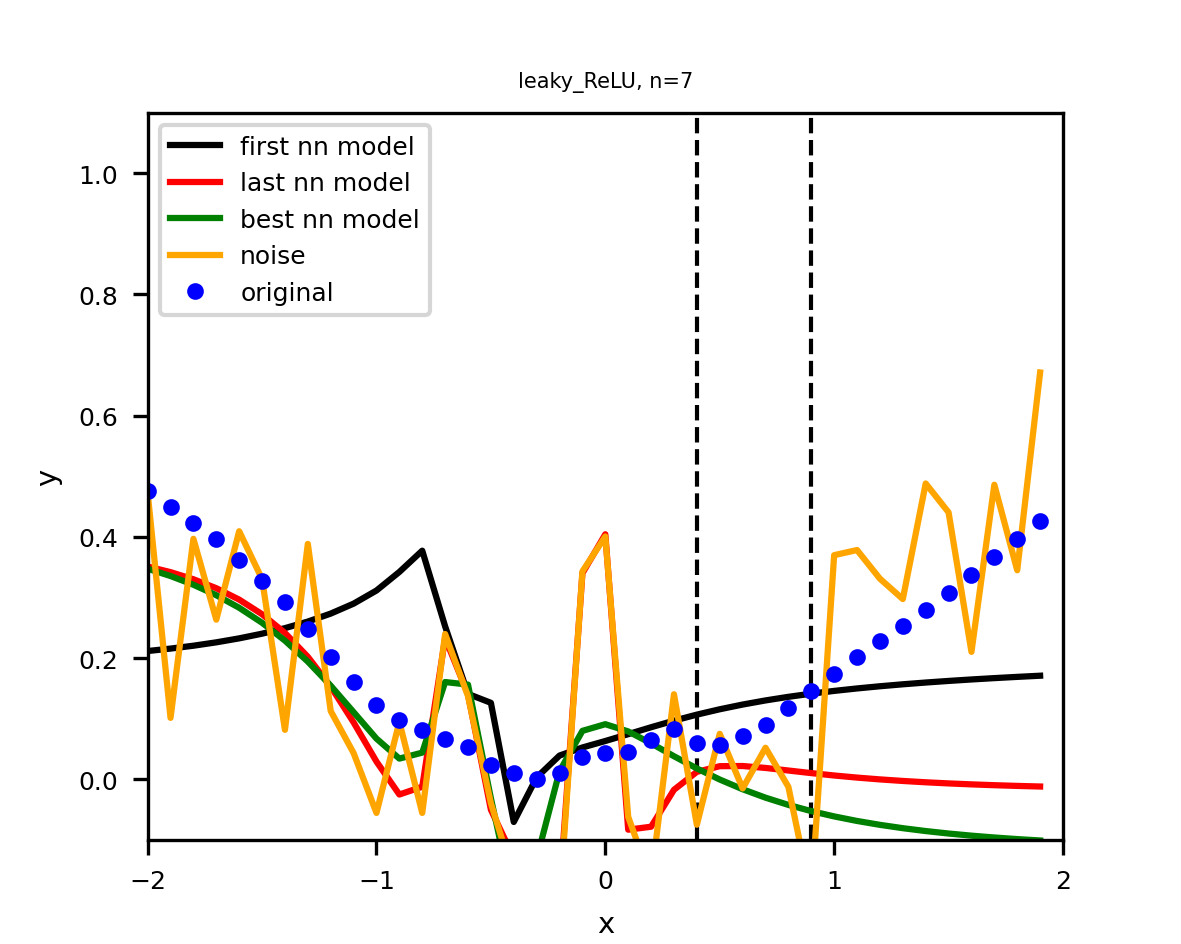 leaky_ReLU, n=7
first nn model
last nn model
best nn model
noise
original
1.0
0.8
0.6
0.4
0.2
0.0
y
−2
−1
0
1
2
x